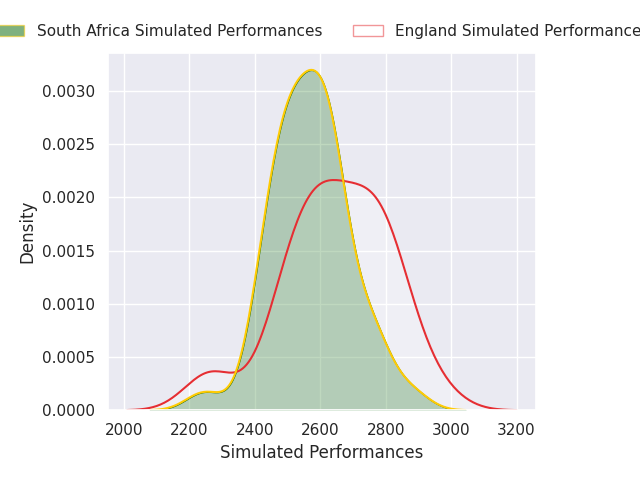 South Africa Simulated Performances
England Simulated Performance
0.0030
0.0025
0.0020
0.0015
0.0010
0.0005
0.0000
Density
2000 2200 2400 2600 2800 3000 3200
Simulated Performances